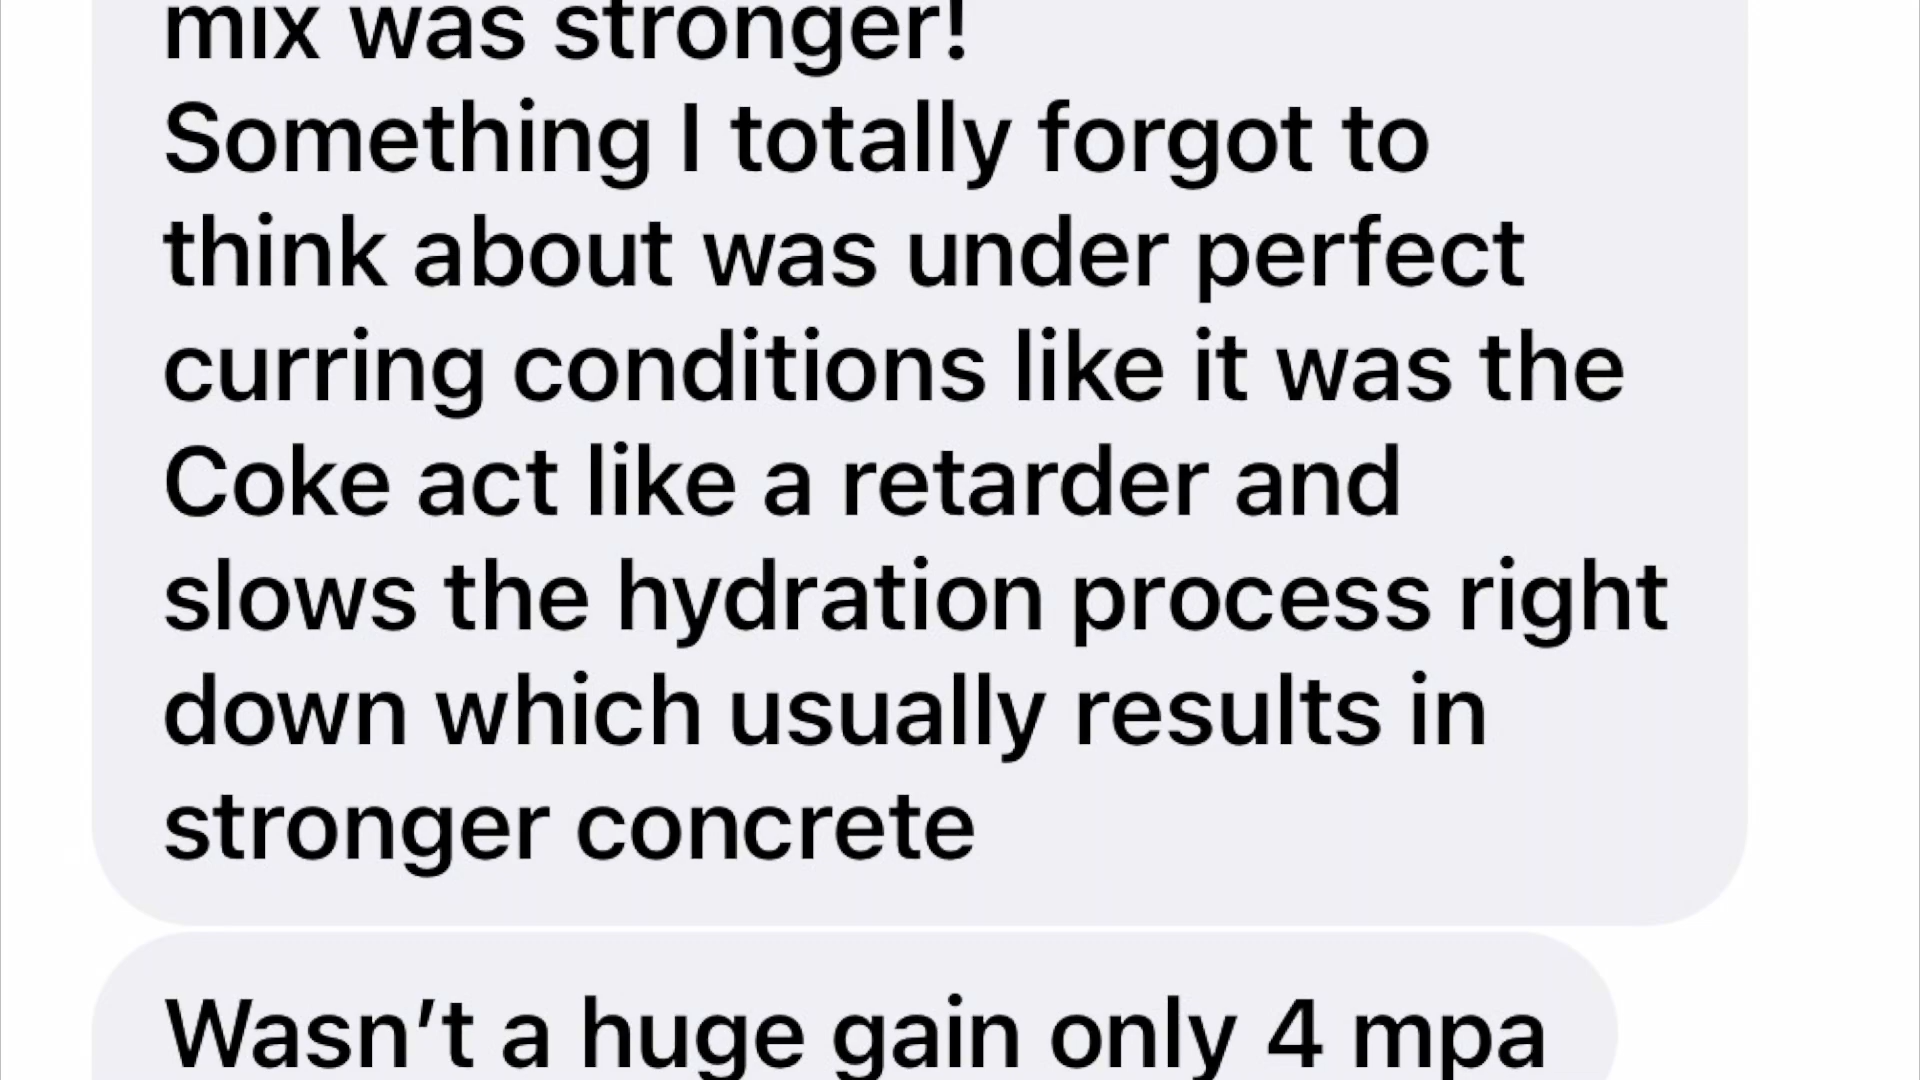 mix was stronger!
Something I totally forgot to
think about was under perfect
curring conditions like it was the
Coke act like a retarder and
slows the hydration process right
down which usually results in
stronger concrete
Wasn’t a huge gain only 4 mpa